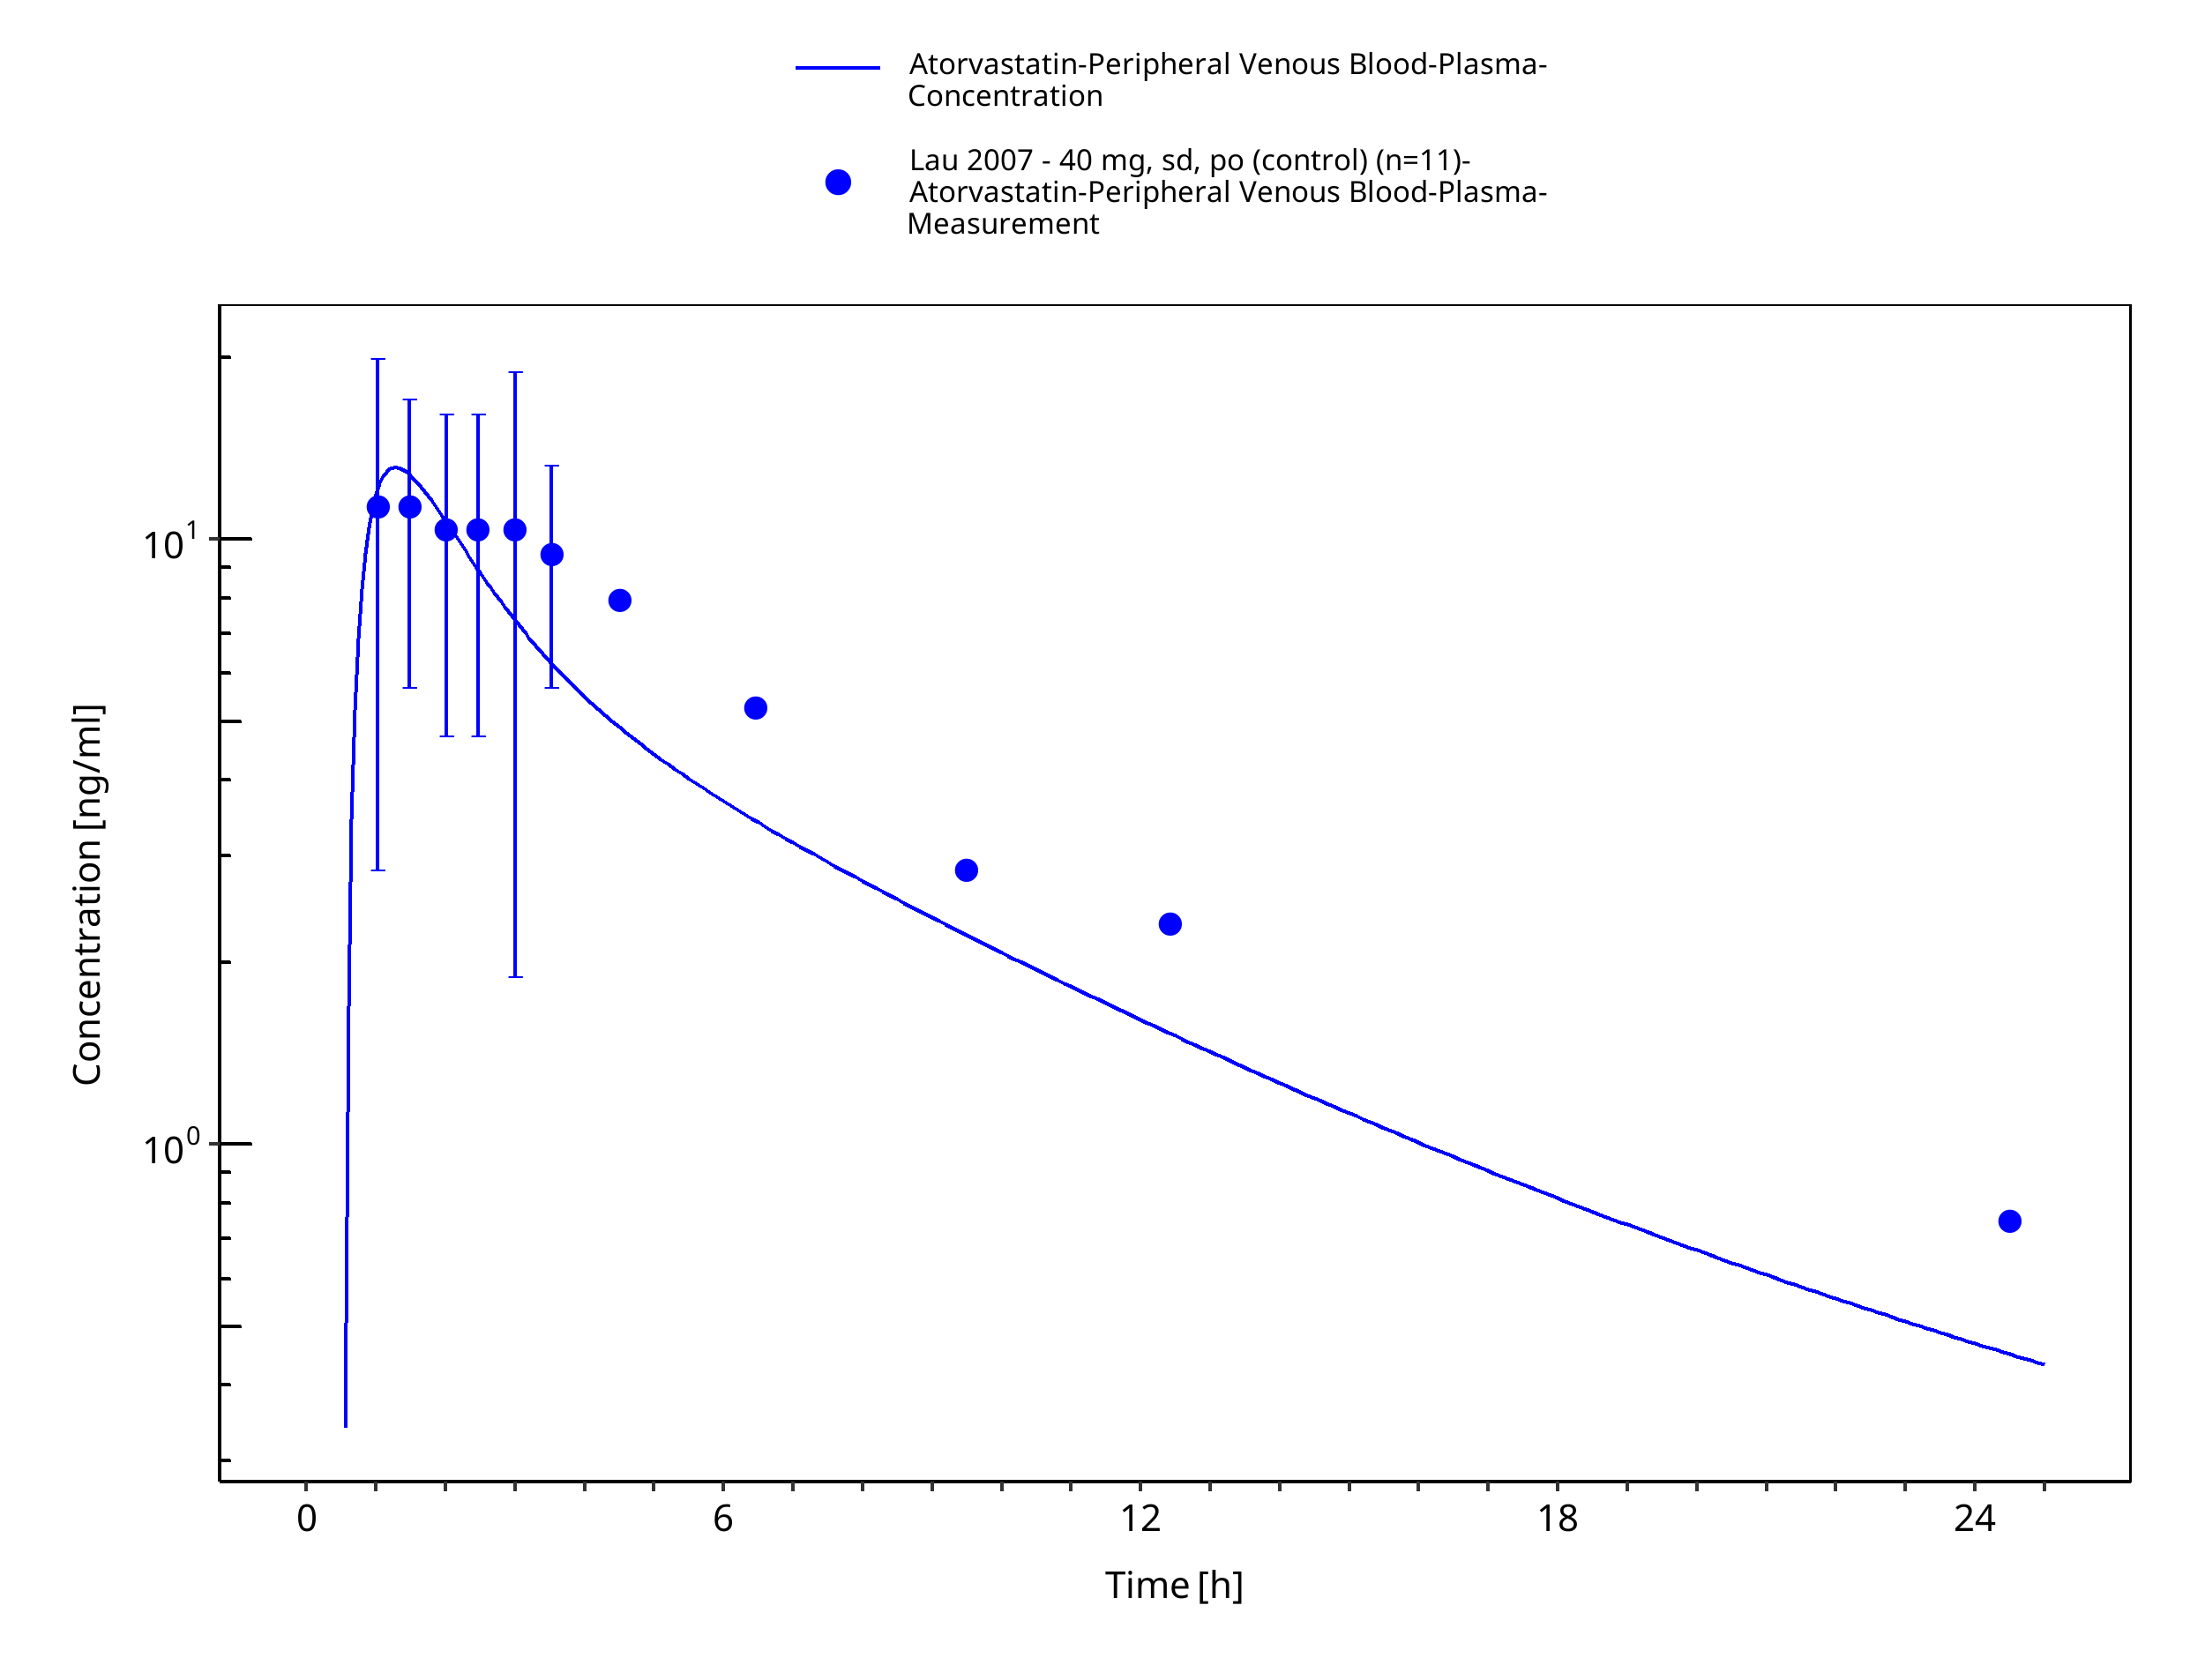 Atorvastatin-Peripheral Venous Blood-Plasma-
Concentration
Lau 2007 - 40 mg, sd, po (control) (n=11)-
Atorvastatin-Peripheral Venous Blood-Plasma-
Measurement
10¹
10⁰
Concentration [ng/ml]
0 6 12 18 24
Time [h]